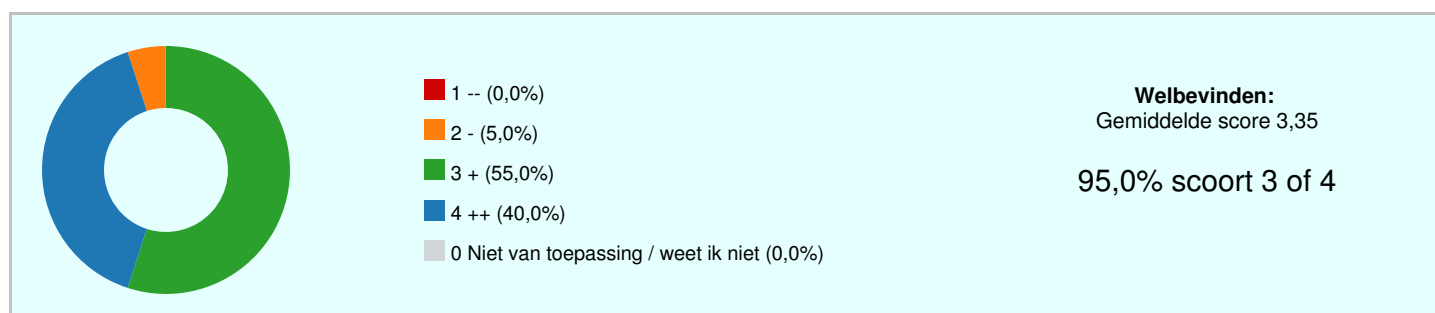 1 -- (0,0%)
2 - (5,0%)
3 + (55,0%)
4 ++ (40,0%)
0 Niet van toepassing / weet ik niet (0,0%)
Welbevinden:
Gemiddelde score 3,35
95,0% scoort 3 of 4